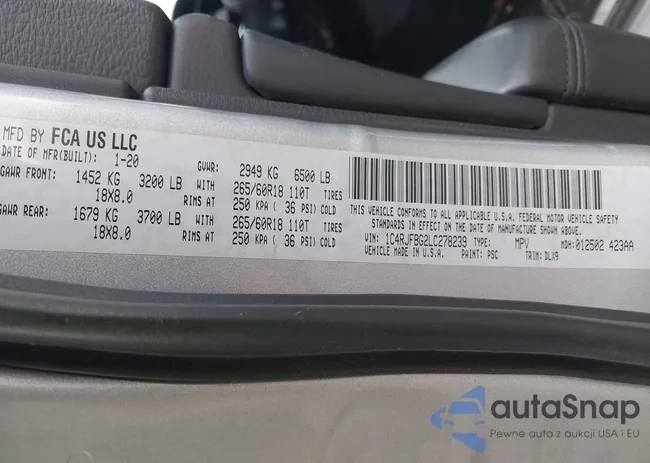 MFD BY FCA US LLC
DATE OF MFR(BUILT): 1-20 GVWR: 2949 KG 6500 LB
GAWR FRONT: 1452 KG 3200 LB WITH 265/60R18 110T TIRES
18X8.0 RIMS AT 250 KPA ( 36 PSI) COLD
GAWR REAR: 1679 KG 3700 LB WITH 265/60R18 110T TIRES
18X8.0 RIMS AT 250 KPA ( 36 PSI) COLD
THIS VEHICLE CONFORMS TO ALL APPLICABLE U.S.A. FEDERAL MOTOR VEHICLE SAFETY
STANDARDS IN EFFECT ON THE DATE OF MANUFACTURE SHOWN ABOVE.
VIN: 1C4RJFBG2LC278239 TYPE: MPV MDH: 012502 423AA
VEHICLE MADE IN U.S.A. PAINT: PSC TRIM: DLX9
autaSnap
Pewne auta z aukcji USA i EU